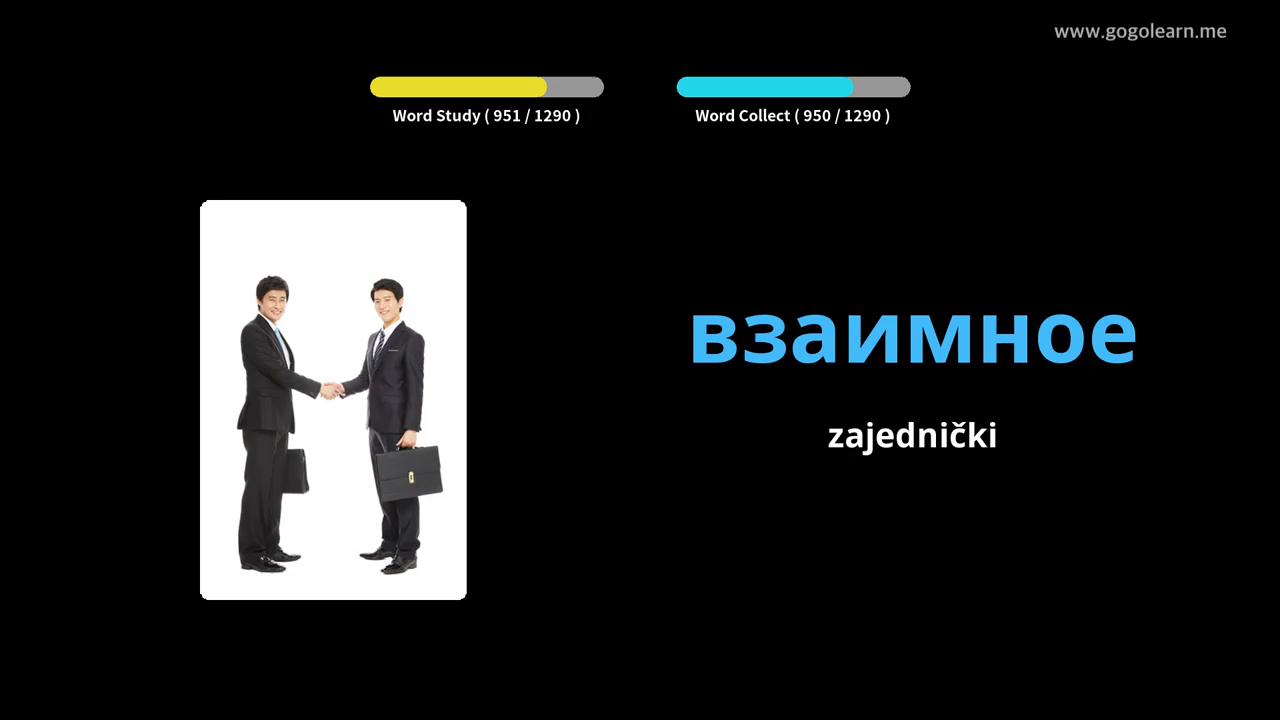 www.gogolearn.me
Word Study ( 951 / 1290 )
Word Collect ( 950 / 1290 )
взаимное
zajednički